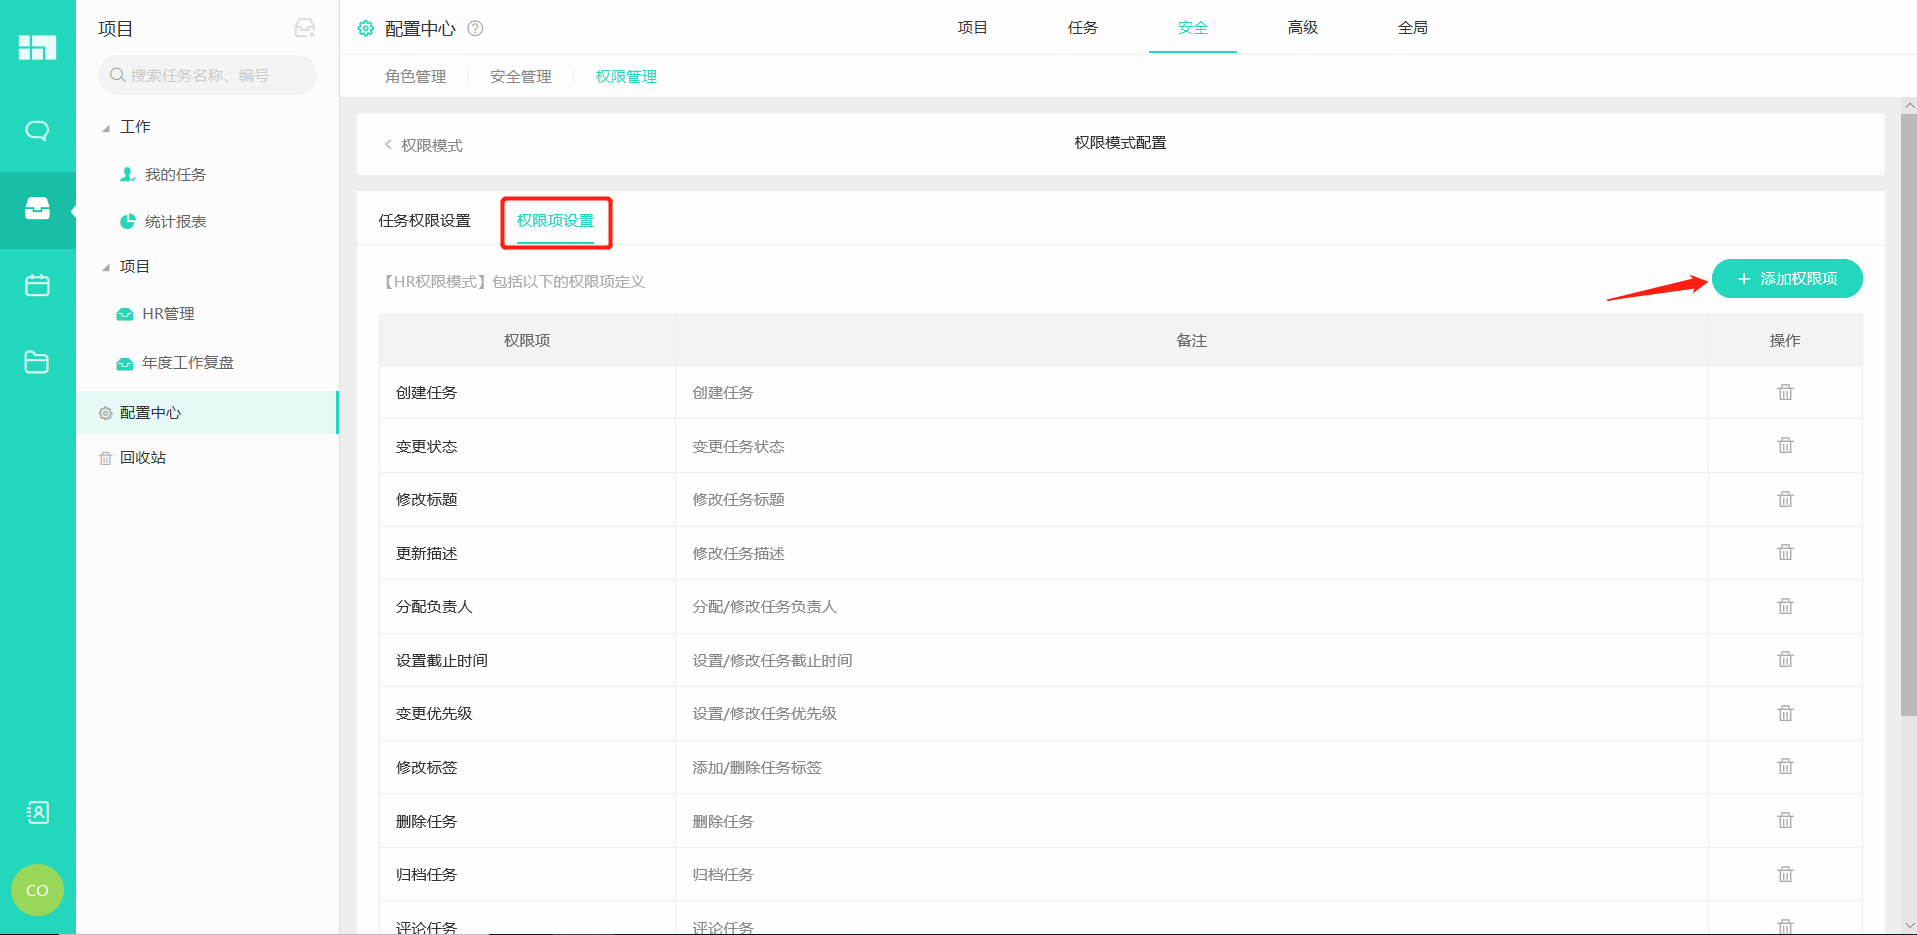 项目
搜索任务名称、编号
工作
我的任务
统计报表
项目
HR管理
年度工作复盘
配置中心
回收站
CO
配置中心
项目 任务 安全 高级 全局
角色管理 安全管理 权限管理
权限模式
权限模式配置
任务权限设置 权限项设置
【HR权限模式】包括以下的权限项定义
添加权限项
权限项 备注 操作
创建任务 创建任务
变更状态 变更任务状态
修改标题 修改任务标题
更新描述 修改任务描述
分配负责人 分配/修改任务负责人
设置截止时间 设置/修改任务截止时间
变更优先级 设置/修改任务优先级
修改标签 添加/删除任务标签
删除任务 删除任务
归档任务 归档任务
评论任务 评论任务